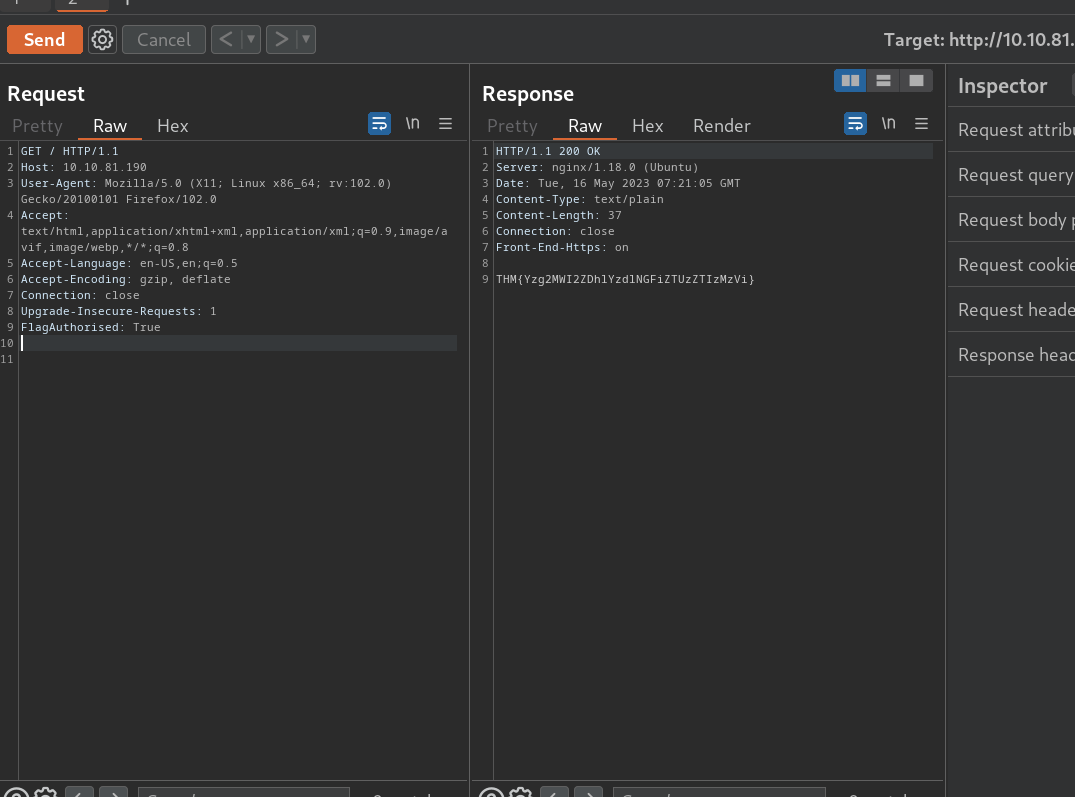 Send
Cancel
Target: http://10.10.81.
Request
Pretty Raw Hex
\n
1 GET / HTTP/1.1
2 Host: 10.10.81.190
3 User-Agent: Mozilla/5.0 (X11; Linux x86_64; rv:102.0)
Gecko/20100101 Firefox/102.0
4 Accept:
text/html,application/xhtml+xml,application/xml;q=0.9,image/a
vif,image/webp,*/*;q=0.8
5 Accept-Language: en-US,en;q=0.5
6 Accept-Encoding: gzip, deflate
7 Connection: close
8 Upgrade-Insecure-Requests: 1
9 FlagAuthorised: True
10
11
Response
Pretty Raw Hex Render
\n
1 HTTP/1.1 200 OK
2 Server: nginx/1.18.0 (Ubuntu)
3 Date: Tue, 16 May 2023 07:21:05 GMT
4 Content-Type: text/plain
5 Content-Length: 37
6 Connection: close
7 Front-End-Https: on
8
9 THM{Yzg2MWI2ZDhlYzdlNGFiZTUzZTIzMzVi}
Inspector
Request attribu
Request query
Request body p
Request cookie
Request heade
Response head